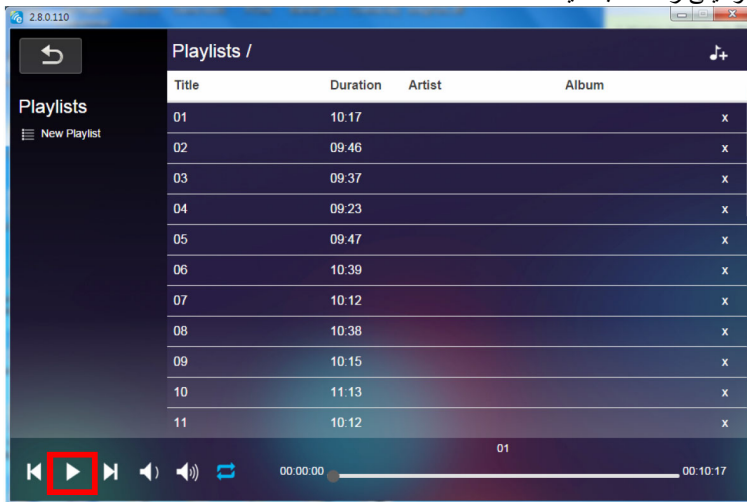 2.8.0.110
Playlists /
Playlists
New Playlist
Title Duration Artist Album
01 10:17 x
02 09:46 x
03 09:37 x
04 09:23 x
05 09:47 x
06 10:39 x
07 10:12 x
08 10:38 x
09 10:15 x
10 11:13 x
11 10:12 x
01
00:00:00 00:10:17